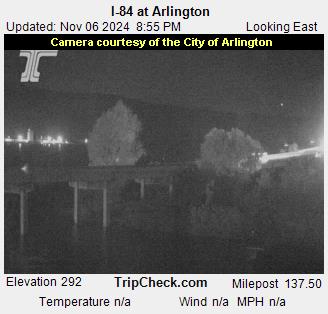 I-84 at Arlington
Updated: Nov 06 2024 8:55 PM Looking East
Camera courtesy of the City of Arlington
Elevation 292 TripCheck.com Milepost 137.50
Temperature n/a Wind n/a MPH n/a